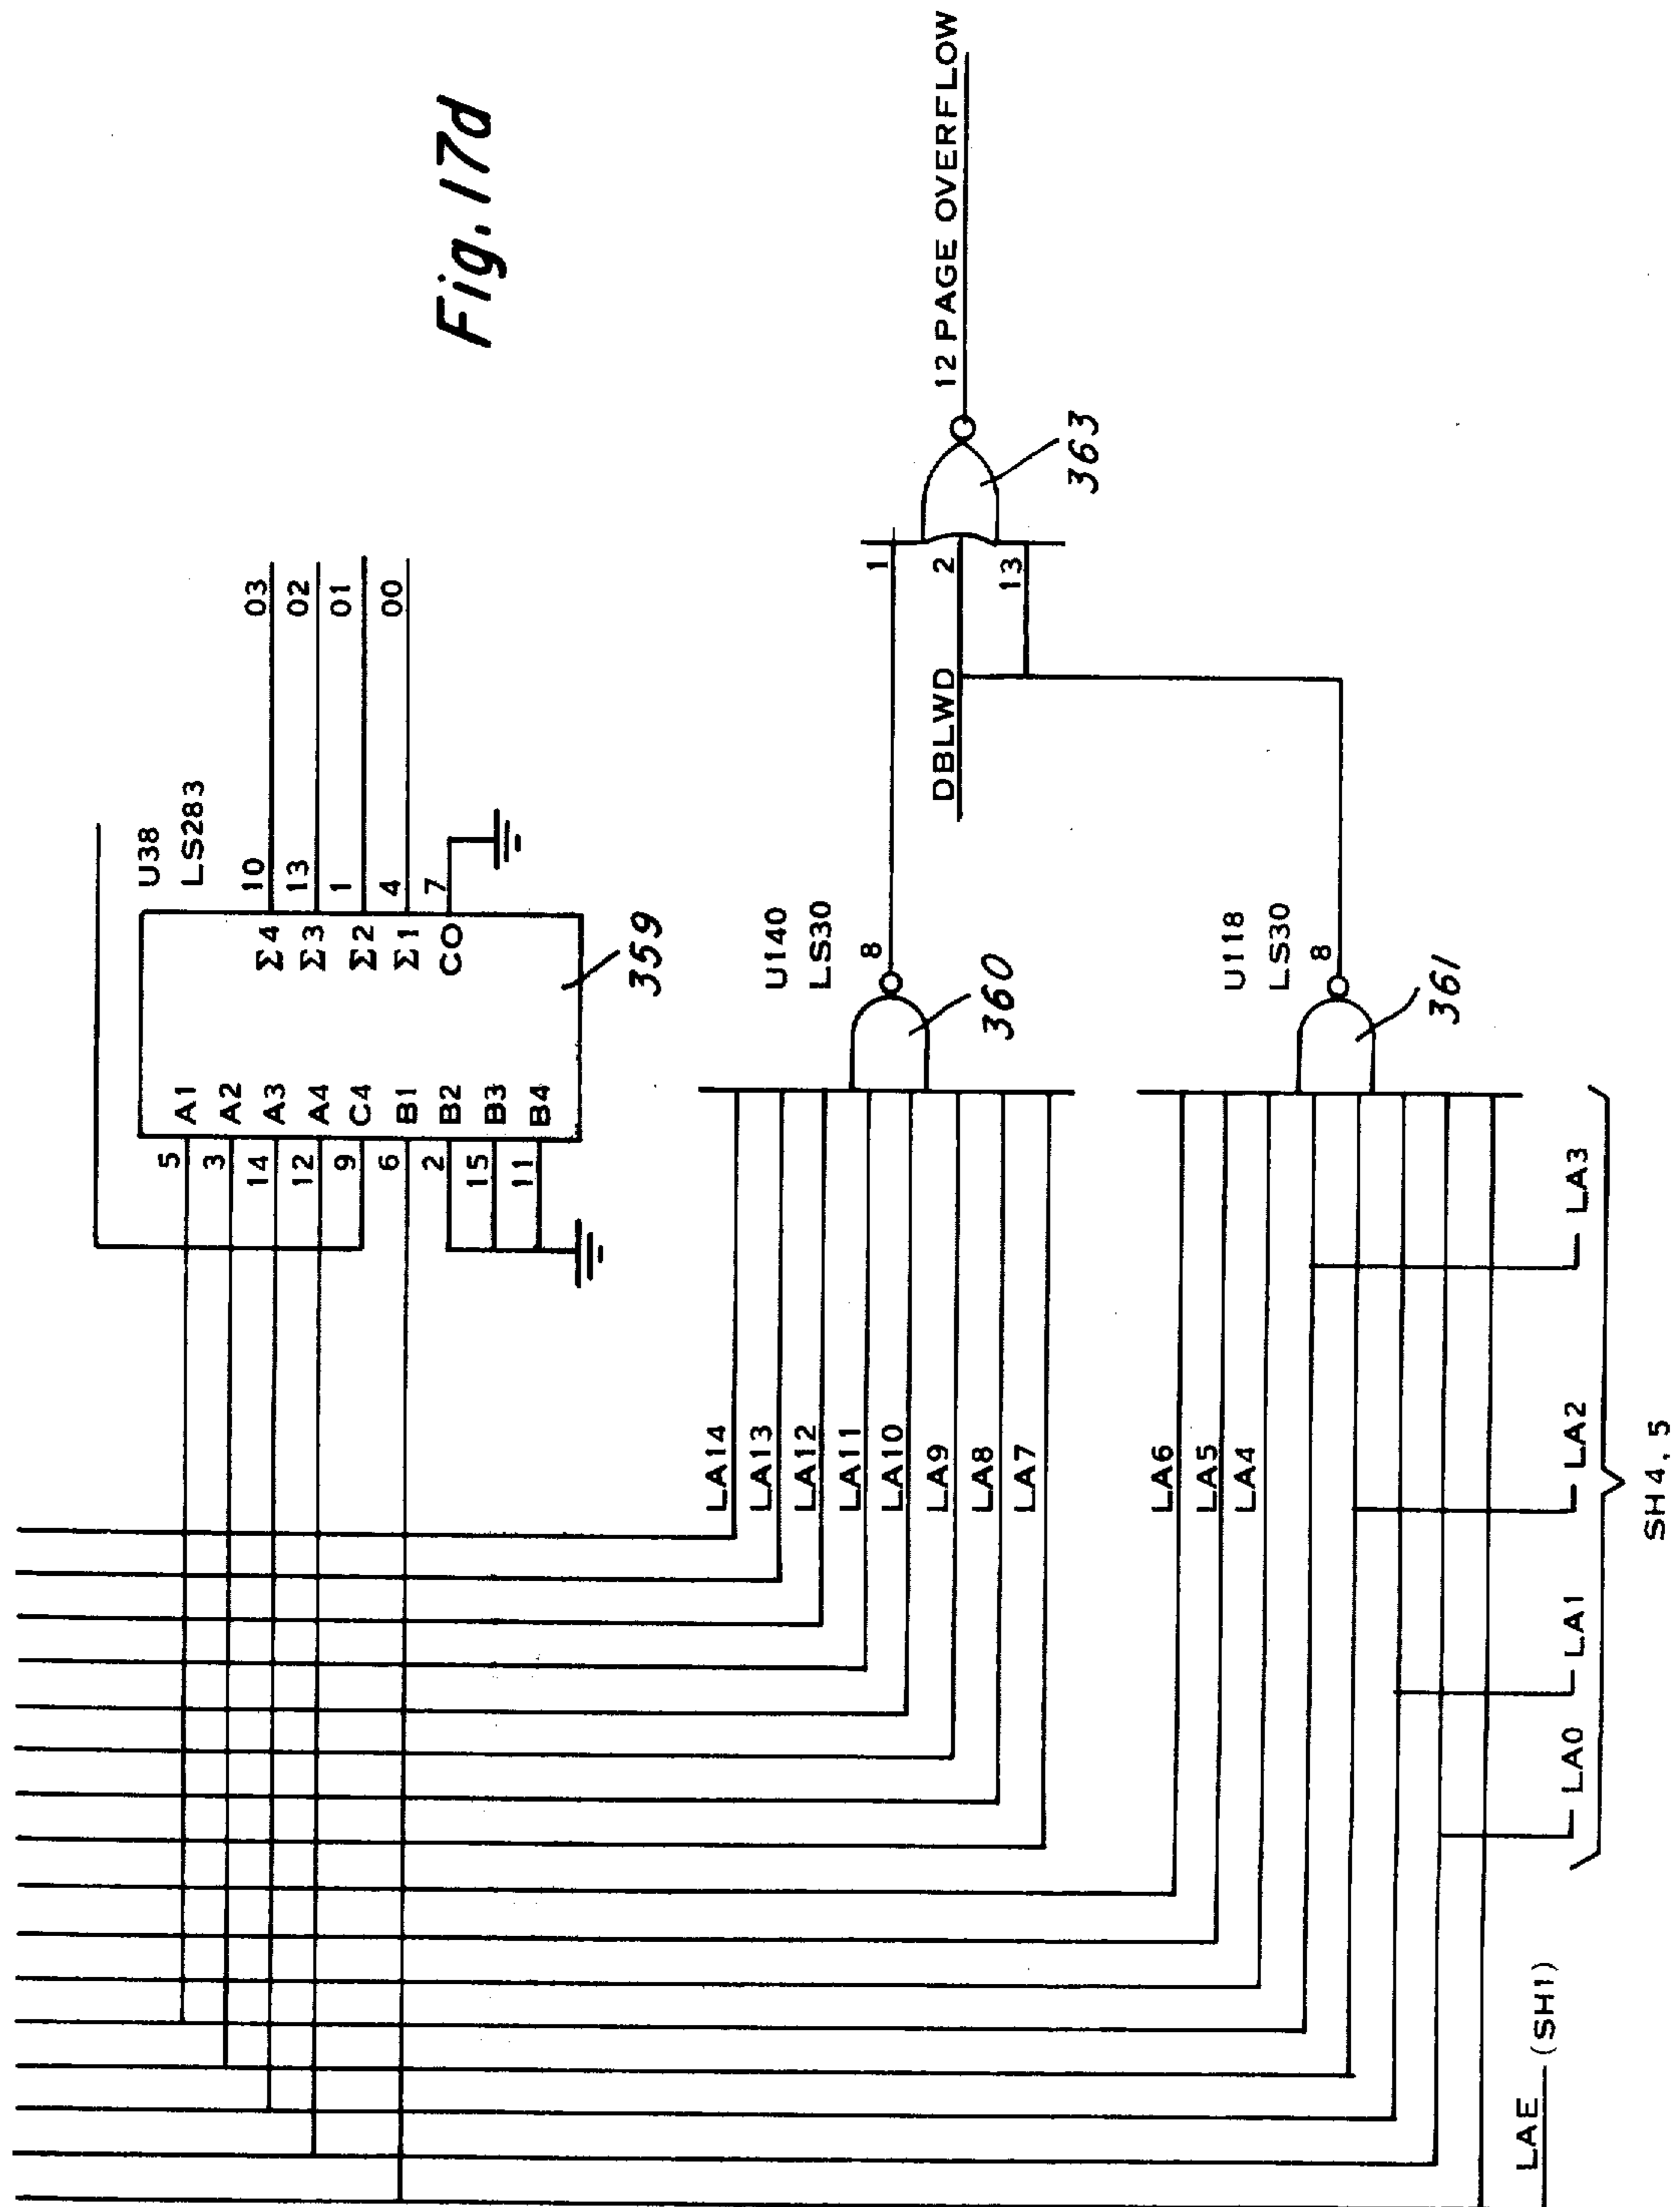 Fig. 17d
U38
LS283
5 A1
3 A2
14 A3
12 A4
9 C4
6 B1
2 B2
15 B3
11 B4
Σ4 10 03
Σ3 13 02
Σ2 1 01
Σ1 4 00
CO 7
359
LA14
LA13
LA12
LA11
LA10
LA9
LA8
LA7
U140
LS30
8
360
LA6
LA5
LA4
U118
LS30
8
361
DBLWD
1
2
13
363
12 PAGE OVERFLOW
LA0
LA1
LA2
LA3
SH4, 5
LAE (SH1)